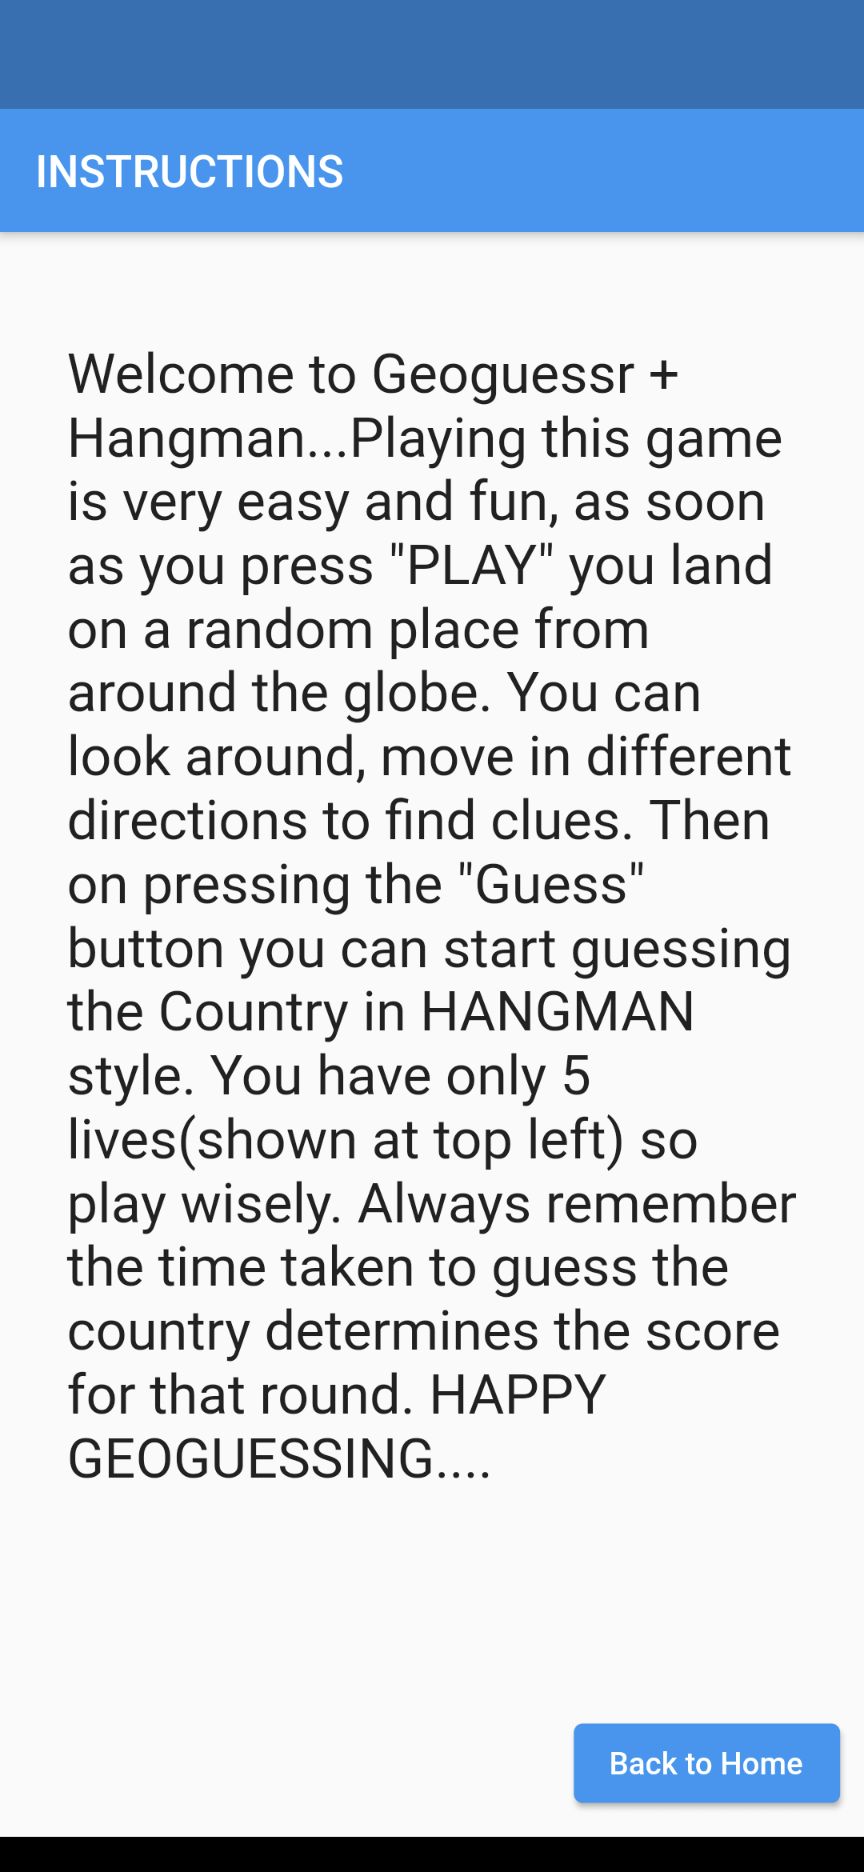 INSTRUCTIONS
Welcome to Geoguessr +
Hangman...Playing this game
is very easy and fun, as soon
as you press "PLAY" you land
on a random place from
around the globe. You can
look around, move in different
directions to find clues. Then
on pressing the "Guess"
button you can start guessing
the Country in HANGMAN
style. You have only 5
lives(shown at top left) so
play wisely. Always remember
the time taken to guess the
country determines the score
for that round. HAPPY
GEOGUESSING....
Back to Home